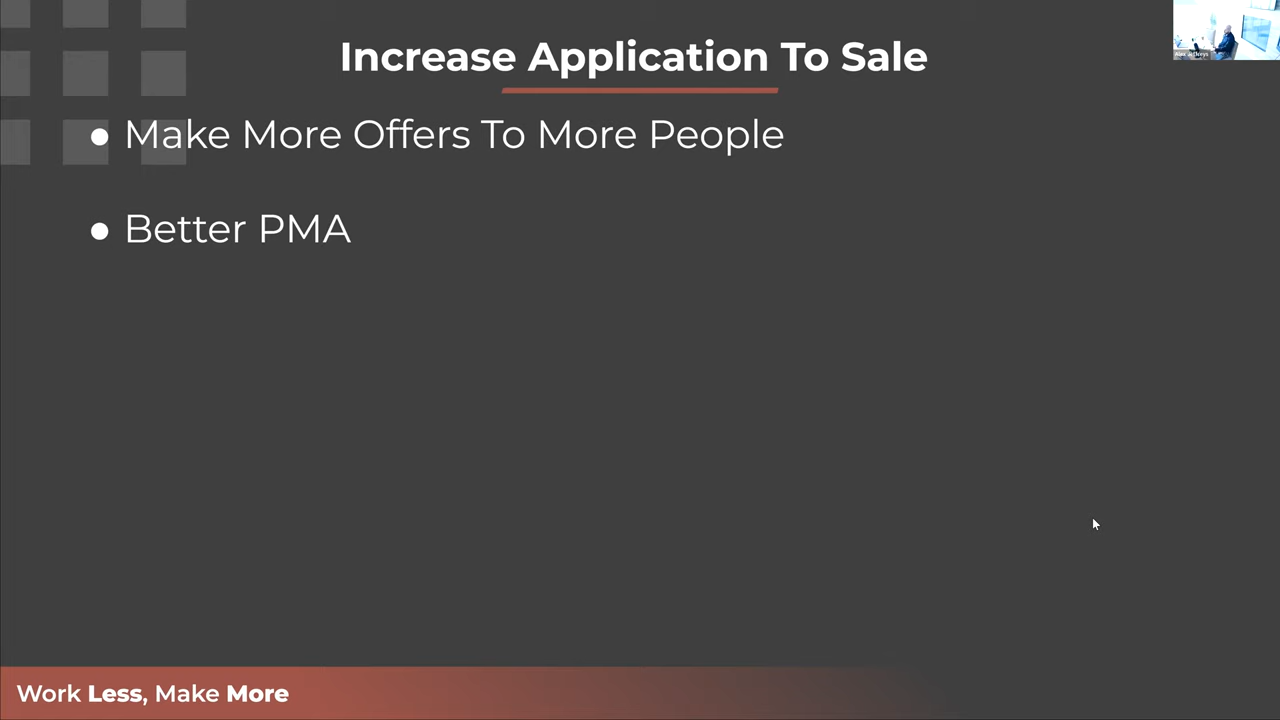 Increase Application To Sale
● Make More Offers To More People
● Better PMA
Work Less, Make More